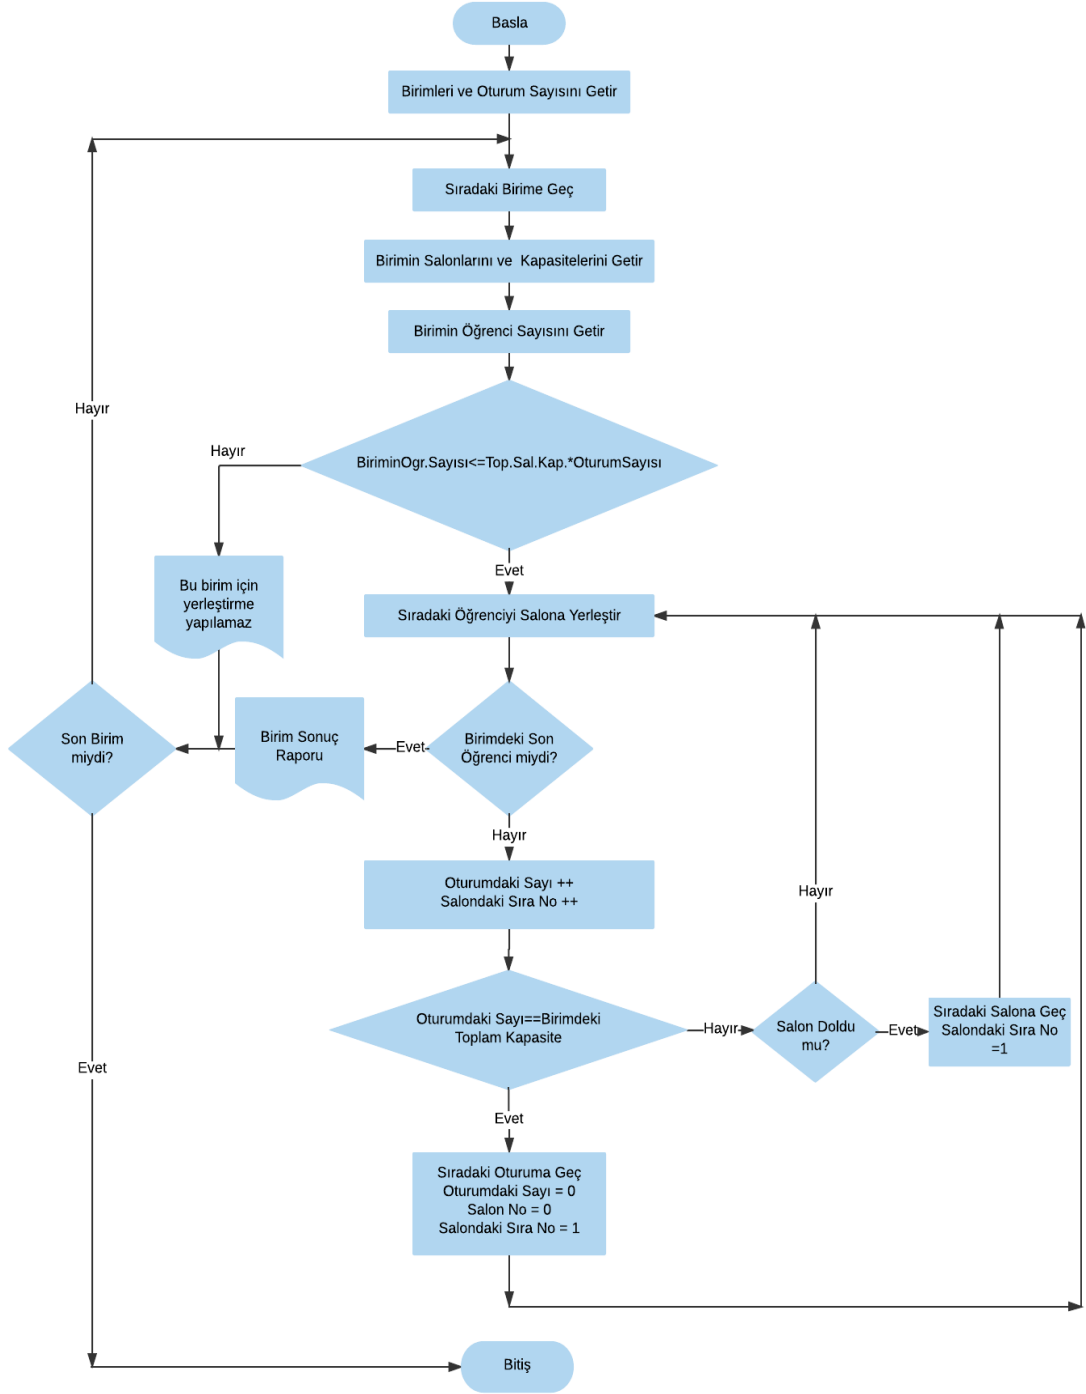 Basla
Birimleri ve Oturum Sayısını Getir
Sıradaki Birime Geç
Birimin Salonlarını ve  Kapasitelerini Getir
Birimin Öğrenci Sayısını Getir
Hayır
Hayır
BiriminOgr.Sayısı<=Top.Sal.Kap.*OturumSayısı
Evet
Bu birim için
yerleştirme
yapılamaz
Sıradaki Öğrenciyi Salona Yerleştir
Son Birim
miydi?
Birim Sonuç
Raporu
Evet
Birimdeki Son
Öğrenci miydi?
Hayır
Oturumdaki Sayı ++
Salondaki Sıra No ++
Hayır
Oturumdaki Sayı==Birimdeki
Toplam Kapasite
Hayır
Salon Doldu
mu?
Evet
Sıradaki Salona Geç
Salondaki Sıra No
=1
Evet
Evet
Sıradaki Oturuma Geç
Oturumdaki Sayı = 0
Salon No = 0
Salondaki Sıra No = 1
Bitiş